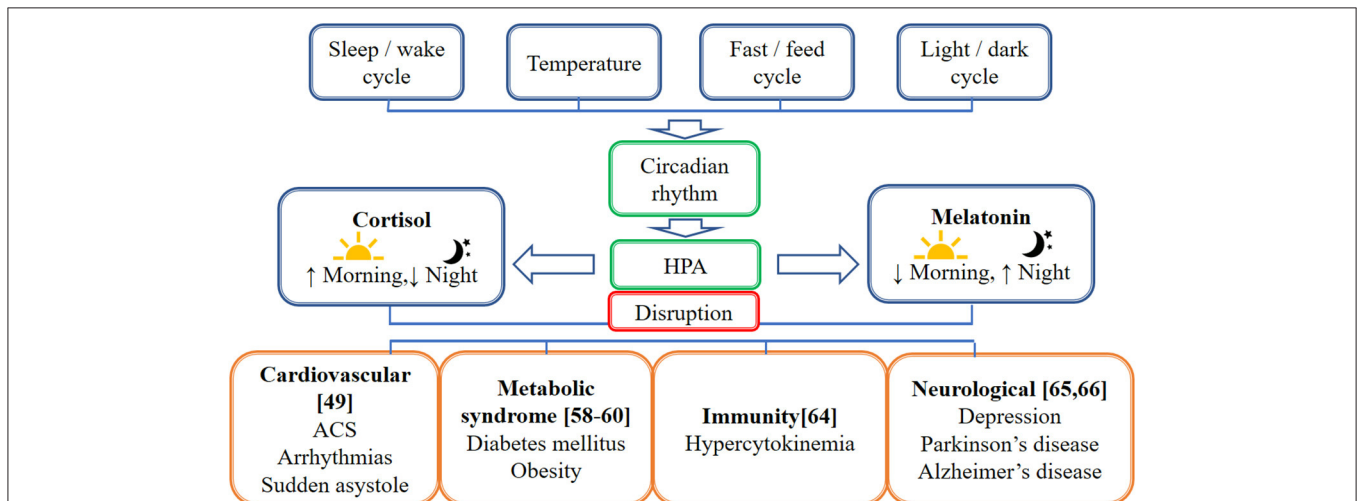 Sleep / wake
cycle
Temperature
Fast / feed
cycle
Light / dark
cycle
Circadian
rhythm
Cortisol
↑ Morning,↓ Night
HPA
Melatonin
↓ Morning, ↑ Night
Disruption
Cardiovascular
[49]
ACS
Arrhythmias
Sudden asystole
Metabolic
syndrome [58-60]
Diabetes mellitus
Obesity
Immunity[64]
Hypercytokinemia
Neurological [65,66]
Depression
Parkinson’s disease
Alzheimer’s disease